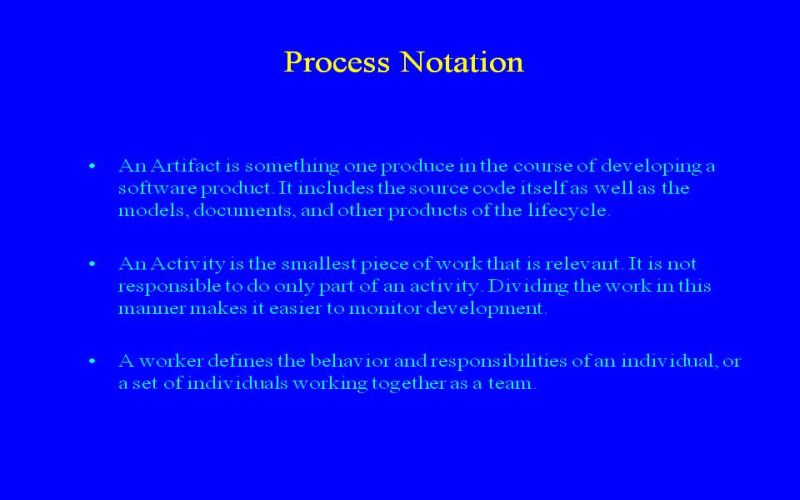 Process Notation
• An Artifact is something one produce in the course of developing a
software product. It includes the source code itself as well as the
models, documents, and other products of the lifecycle.
• An Activity is the smallest piece of work that is relevant. It is not
responsible to do only part of an activity. Dividing the work in this
manner makes it easier to monitor development.
• A worker defines the behavior and responsibilities of an individual, or
a set of individuals working together as a team.